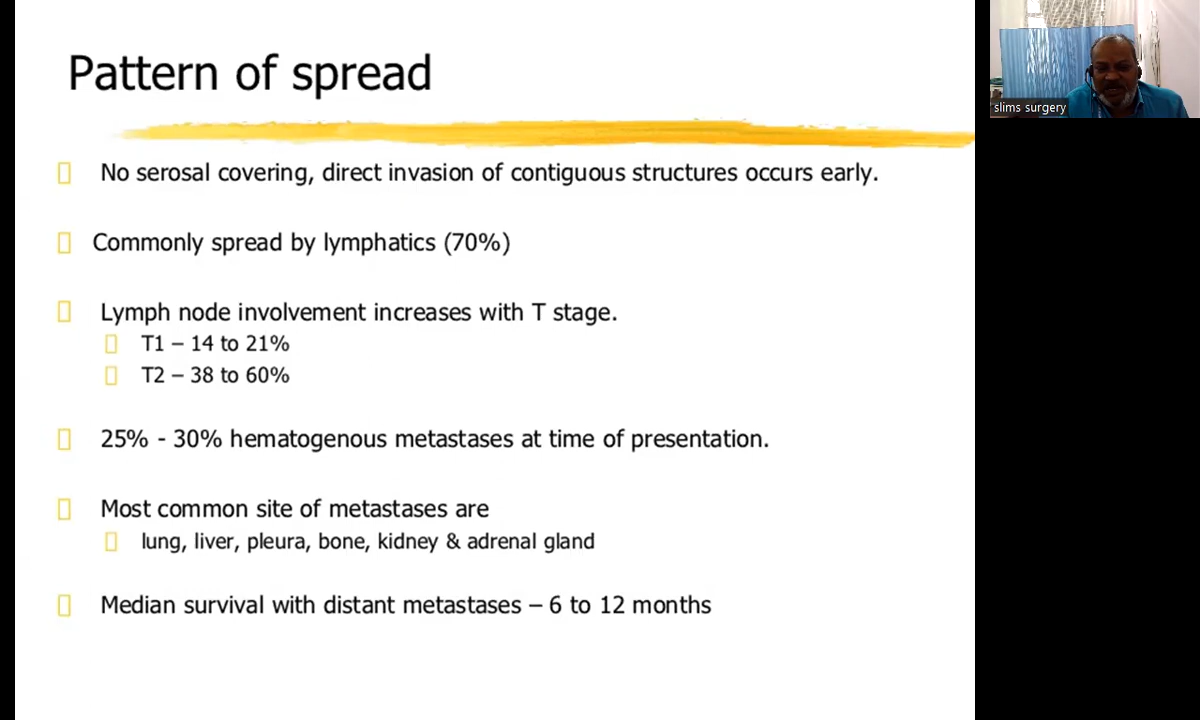 Pattern of spread
No serosal covering, direct invasion of contiguous structures occurs early.
Commonly spread by lymphatics (70%)
Lymph node involvement increases with T stage.
T1 – 14 to 21%
T2 – 38 to 60%
25% - 30% hematogenous metastases at time of presentation.
Most common site of metastases are
lung, liver, pleura, bone, kidney & adrenal gland
Median survival with distant metastases – 6 to 12 months
slims surgery